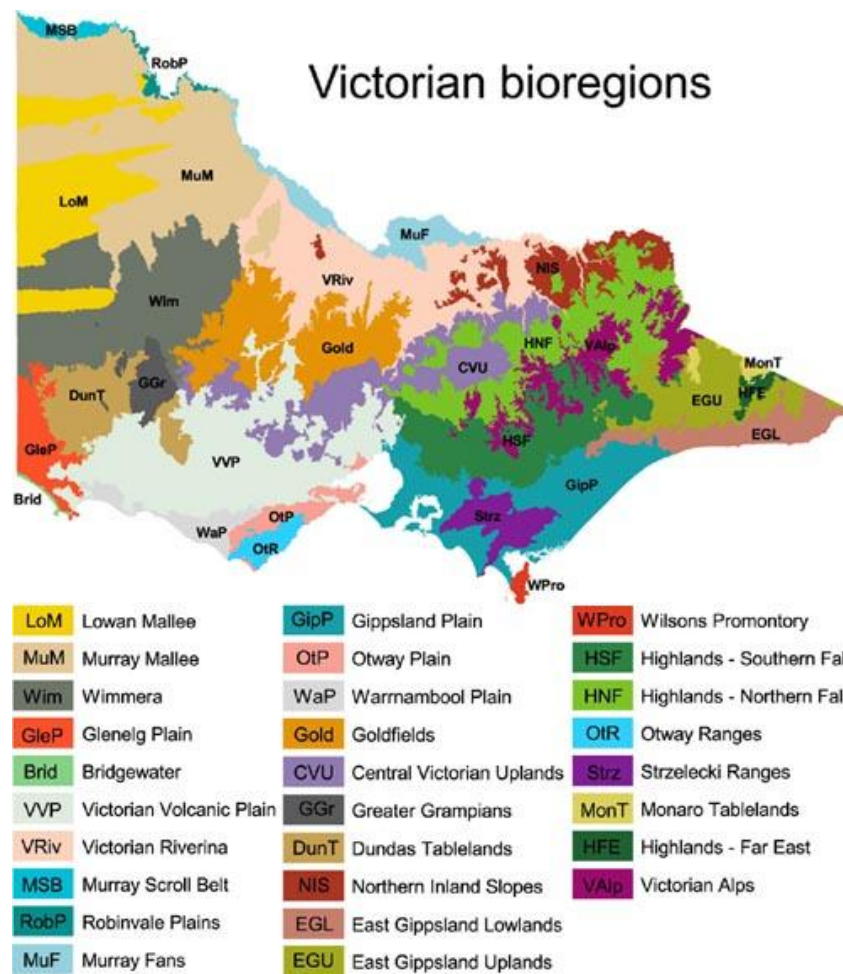 Victorian bioregions
MSB
RobP
MuM
LoM
MuF
NIS
VRiv
Wim
HNF
VAlp
Gold
CVU
MonT
GGr
DunT
HFE
EGU
EGL
HSF
GleP
VVP
GipP
Brid
OtP
Strz
WaP
OtR
WPro
LoM Lowan Mallee
MuM Murray Mallee
Wim Wimmera
GleP Glenelg Plain
Brid Bridgewater
VVP Victorian Volcanic Plain
VRiv Victorian Riverina
MSB Murray Scroll Belt
RobP Robinvale Plains
MuF Murray Fans
GipP Gippsland Plain
OtP Otway Plain
WaP Warrnambool Plain
Gold Goldfields
CVU Central Victorian Uplands
GGr Greater Grampians
DunT Dundas Tablelands
NIS Northern Inland Slopes
EGL East Gippsland Lowlands
EGU East Gippsland Uplands
WPro Wilsons Promontory
HSF Highlands - Southern Fal
HNF Highlands - Northern Fal
OtR Otway Ranges
Strz Strzelecki Ranges
MonT Monaro Tablelands
HFE Highlands - Far East
VAlp Victorian Alps